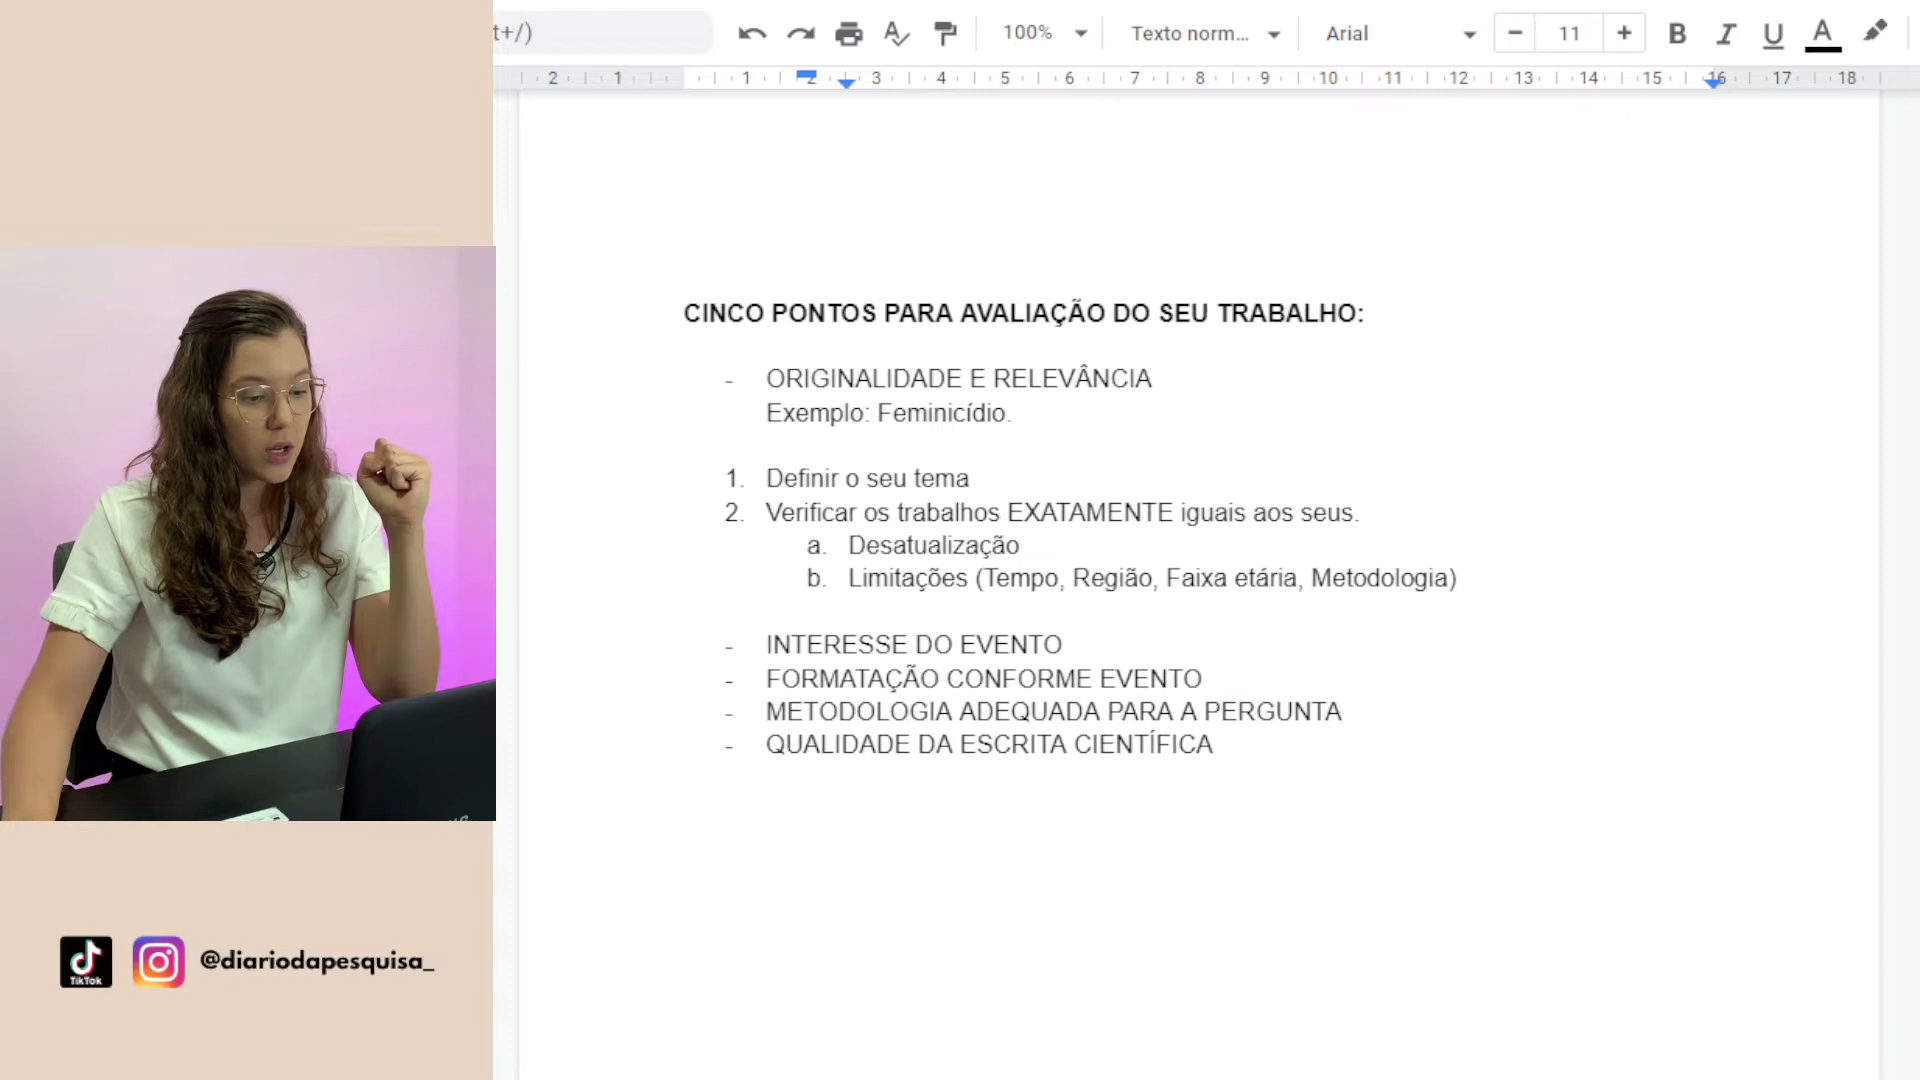 t+/)
100%
Texto norm...
Arial
11
B
I
U
A
2 1 1 2 3 4 5 6 7 8 9 10 11 12 13 14 15 16 17 18
CINCO PONTOS PARA AVALIAÇÃO DO SEU TRABALHO:
- ORIGINALIDADE E RELEVÂNCIA
Exemplo: Feminicídio.
1. Definir o seu tema
2. Verificar os trabalhos EXATAMENTE iguais aos seus.
a. Desatualização
b. Limitações (Tempo, Região, Faixa etária, Metodologia)
- INTERESSE DO EVENTO
- FORMATAÇÃO CONFORME EVENTO
- METODOLOGIA ADEQUADA PARA A PERGUNTA
- QUALIDADE DA ESCRITA CIENTÍFICA
TikTok
@diariodapesquisa_